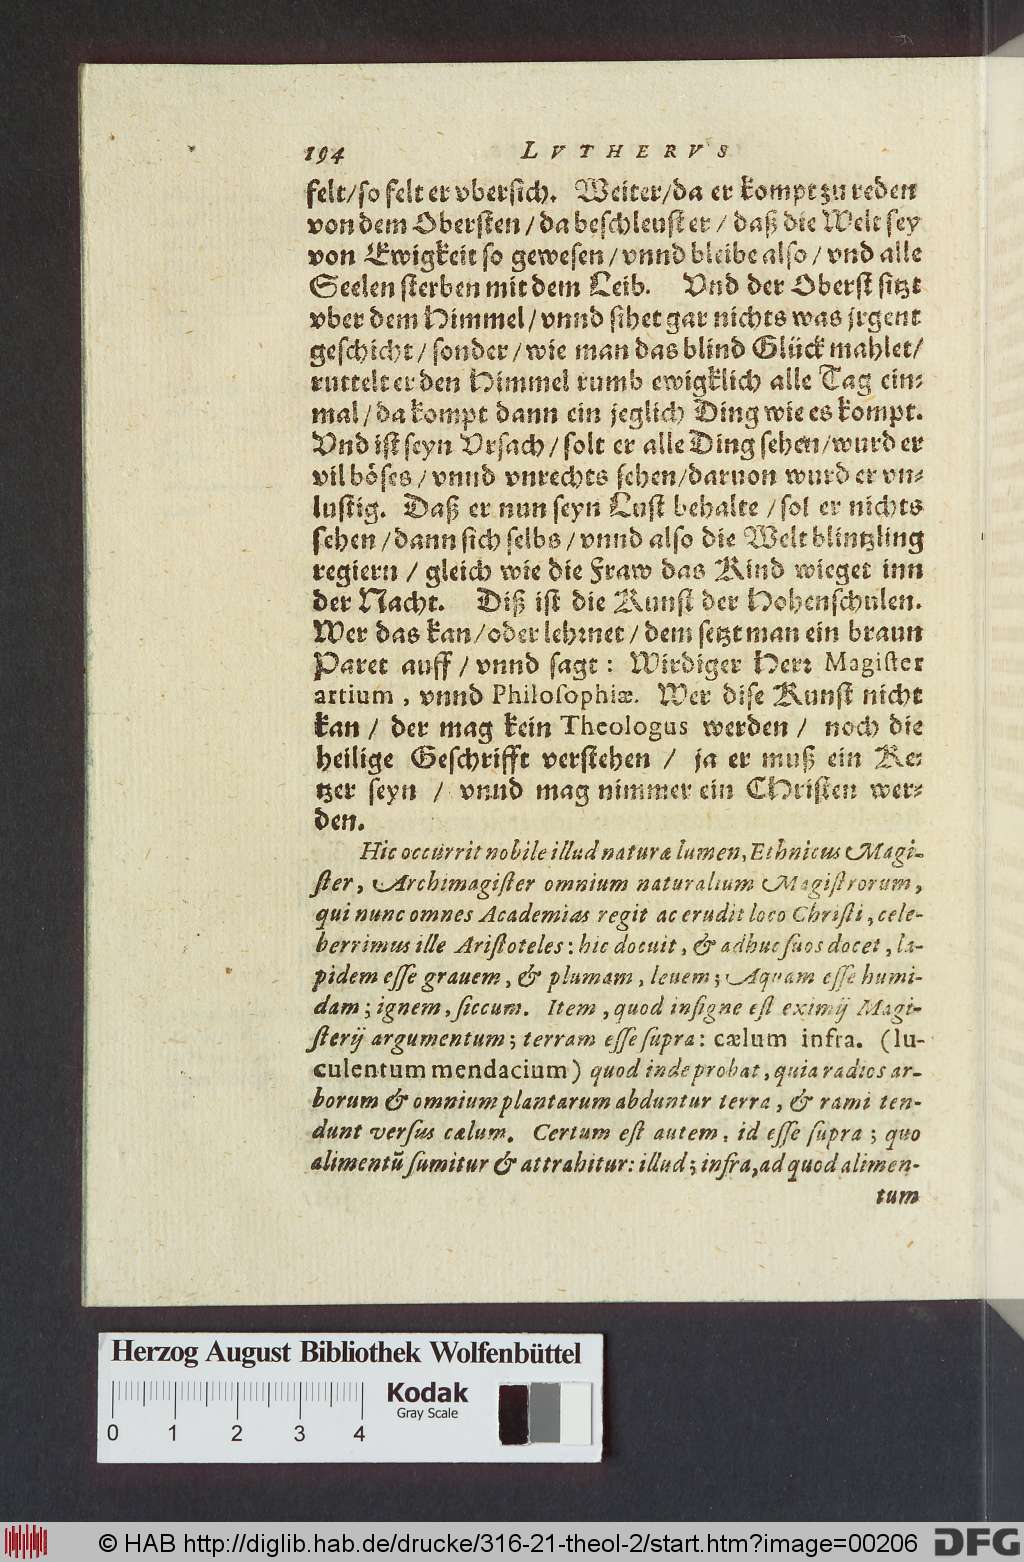 194 LVTHERVS
felt/so felt er vbersich. Weiter/da er kompt zu reden
von dem Obersten/da beschleust er/daß die Welt sey
von Ewigkeit so gewesen/vnnd bleibe also/vnd alle
Seelen sterben mit dem Leib. Vnd der Oberst sitzt
vber dem Himmel/vnnd sihet gar nichts was jrgent
geschicht/sonder/wie man das blind Glück mahlet/
ruttelt er den Himmel rumb ewigklich alle Tag ein⸗
mal/da kompt dann ein jeglich Ding wie es kompt.
Vnd ist seyn Vrsach/solt er alle Ding sehen/wurd er
vil böses/vnnd vnrechts sehen/daruon wurd er vn⸗
lustig. Daß er nun seyn Lust behalte/sol er nichts
sehen/dann sich selbs/vnnd also die Welt blintzling
regiern/gleich wie die Fraw das Kind wieget inn
der Nacht. Diß ist die Kunst der Hohenschulen.
Wer das kan/oder lehrnet/dem setzt man ein braun
Paret auff/vnnd sagt: Wirdiger Herr Magister
artium, vnnd Philosophiæ. Wer dise Kunst nicht
kan/der mag kein Theologus werden/noch die
heilige Geschrifft verstehen/ja er muß ein Ke⸗
tzer seyn/vnnd mag nimmer ein CHristen wer⸗
den.
Hic occurrit nobile illud naturæ lumen, Ethnicus Magi-
ster, Archimagister omnium naturalium Magistrorum,
qui nunc omnes Academias regit ac erudit loco Christi, cele-
berrimus ille Aristoteles: hic docuit, & adhuc suos docet, la-
pidem esse grauem, & plumam, leuem; Aquam esse humi-
dam; ignem, siccum. Item, quod insigne est eximij Magi-
sterij argumentum; terram esse supra: cælum infra. (lu-
culentum mendacium) quod inde probat, quia radios ar-
borum & omnium plantarum abduntur terra, & rami ten-
dunt versus cælum. Certum est autem, id esse supra; quo
alimentũ sumitur & attrahitur: illud; infra, ad quod alimen-
tum
Herzog August Bibliothek Wolfenbüttel
Kodak
Gray Scale
0 1 2 3 4
© HAB http://diglib.hab.de/drucke/316-21-theol-2/start.htm?image=00206 DFG